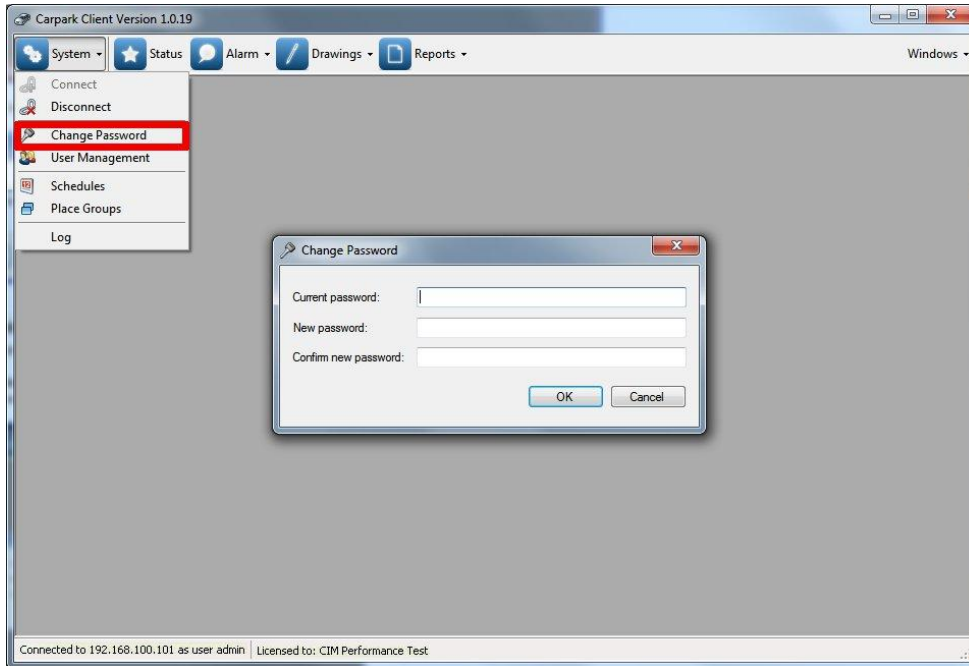 Carpark Client Version 1.0.19
System Status Alarm Drawings Reports Windows
Connect
Disconnect
Change Password
User Management
Schedules
Place Groups
Log
Change Password
Current password:
New password:
Confirm new password:
OK Cancel
Connected to 192.168.100.101 as user admin Licensed to: CIM Performance Test